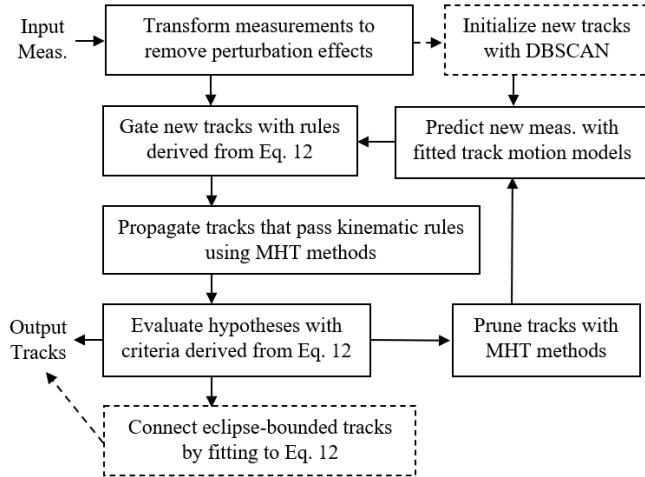 Input
Meas.
Transform measurements to
remove perturbation effects
Initialize new tracks
with DBSCAN
Gate new tracks with rules
derived from Eq. 12
Predict new meas. with
fitted track motion models
Propagate tracks that pass kinematic rules
using MHT methods
Output
Tracks
Evaluate hypotheses with
criteria derived from Eq. 12
Prune tracks with
MHT methods
Connect eclipse-bounded tracks
by fitting to Eq. 12